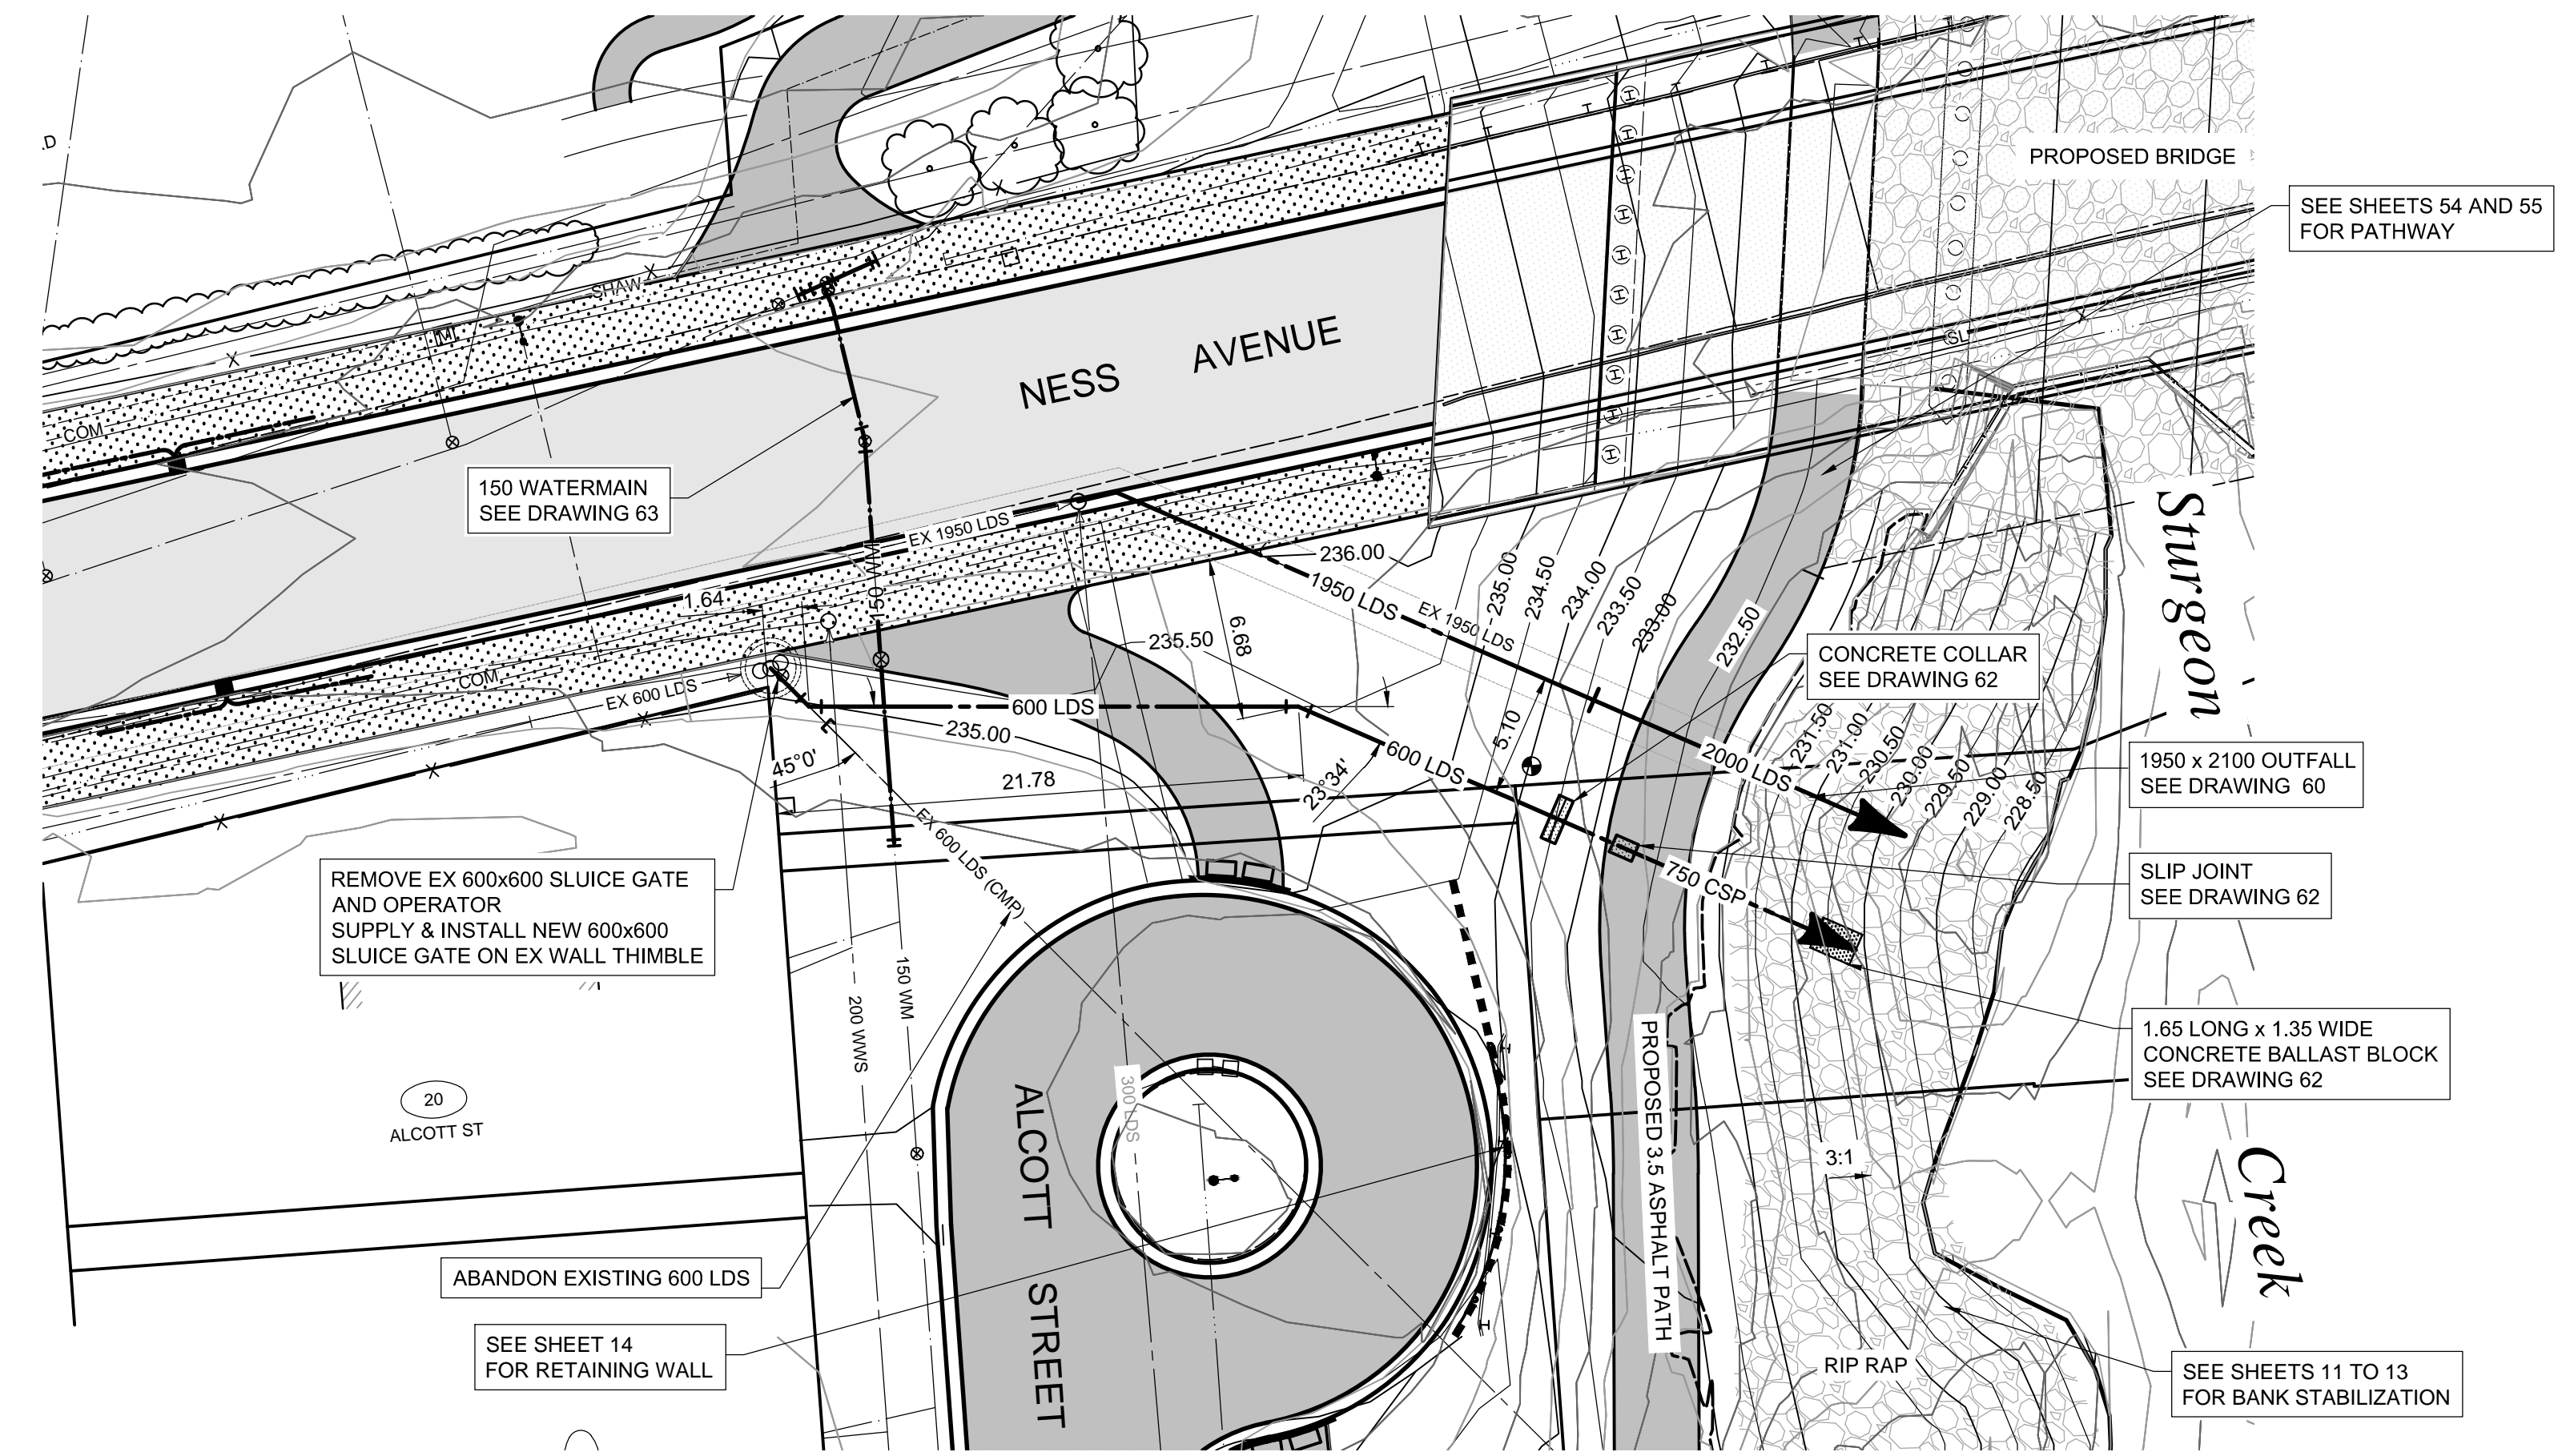 .D
PROPOSED BRIDGE
SEE SHEETS 54 AND 55
FOR PATHWAY
SHAW
M
NESS AVENUE
SL
COM
150 WATERMAIN
SEE DRAWING 63
EX 1950 LDS
236.00
1950 LDS
EX 1950 LDS
235.00
234.50
234.00
233.50
233.00
232.50
Sturgeon
1.64
150 WM
6.68
235.50
CONCRETE COLLAR
SEE DRAWING 62
COM
EX 600 LDS
600 LDS
235.00
45°0'
21.78
23°34'
600 LDS
5.10
2000 LDS
231.50
231.00
230.50
230.00
229.50
229.00
228.50
1950 x 2100 OUTFALL
SEE DRAWING 60
EX 600 LDS (CMP)
REMOVE EX 600x600 SLUICE GATE
AND OPERATOR
SUPPLY & INSTALL NEW 600x600
SLUICE GATE ON EX WALL THIMBLE
750 CSP
SLIP JOINT
SEE DRAWING 62
150 WM
200 WWS
1.65 LONG x 1.35 WIDE
CONCRETE BALLAST BLOCK
SEE DRAWING 62
20
ALCOTT ST
300 LDS
ALCOTT STREET
PROPOSED 3.5 ASPHALT PATH
3:1
Creek
ABANDON EXISTING 600 LDS
SEE SHEET 14
FOR RETAINING WALL
RIP RAP
SEE SHEETS 11 TO 13
FOR BANK STABILIZATION